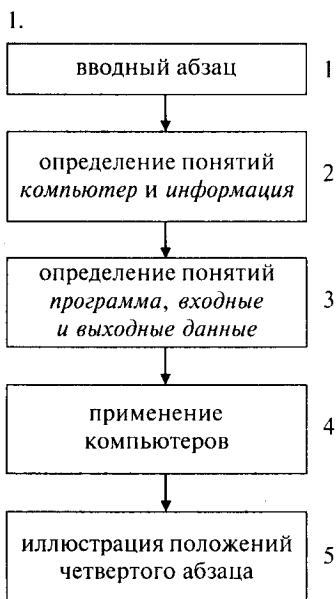 1.
вводный абзац 1
определение понятий
компьютер и информация 2
определение понятий
программа, входные
и выходные данные 3
применение
компьютеров 4
иллюстрация положений
четвертого абзаца 5